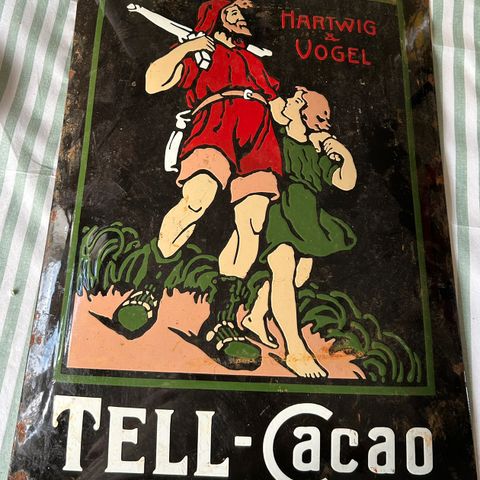 HARTWIG
&
VOGEL
TELL-Cacao